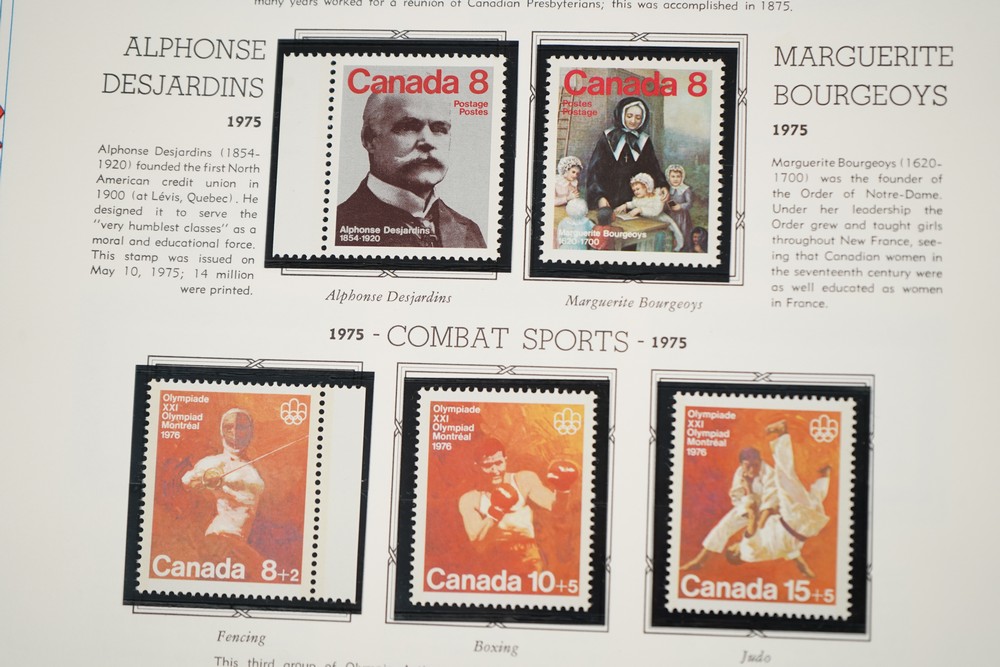 many years worked for a reunion of Canadian Presbyterians; this was accomplished in 1875.
ALPHONSE
DESJARDINS
1975
Alphonse Desjardins (1854-
1920) founded the first North
American credit union in
1900 (at Lévis, Quebec). He
designed it to serve the
"very humblest classes" as a
moral and educational force.
This stamp was issued on
May 10, 1975; 14 million
were printed.
Canada 8
Postage
Postes
Alphonse Desjardins
1854-1920
Alphonse Desjardins
Canada 8
Postes
Postage
Marguerite Bourgeoys
1620-1700
Marguerite Bourgeoys
MARGUERITE
BOURGEOYS
1975
Marguerite Bourgeoys (1620-
1700) was the founder of
the Order of Notre-Dame.
Under her leadership the
Order grew and taught girls
throughout New France, see-
ing that Canadian women in
the seventeenth century were
as well educated as women
in France.
1975 - COMBAT SPORTS - 1975
Olympiade
XXI
Olympiad
Montréal
1976
Canada 8+2
Fencing
Olympiade
XXI
Olympiad
Montréal
1976
Canada 10+5
Boxing
Olympiade
XXI
Olympiad
Montréal
1976
Canada 15+5
Judo
This third group of